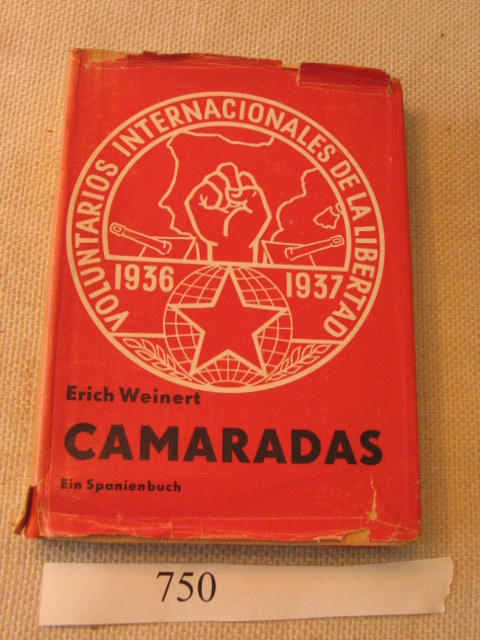 VOLUNTARIOS INTERNACIONALES DE LA LIBERTAD
1936 1937
Erich Weinert
CAMARADAS
Ein Spanienbuch
750